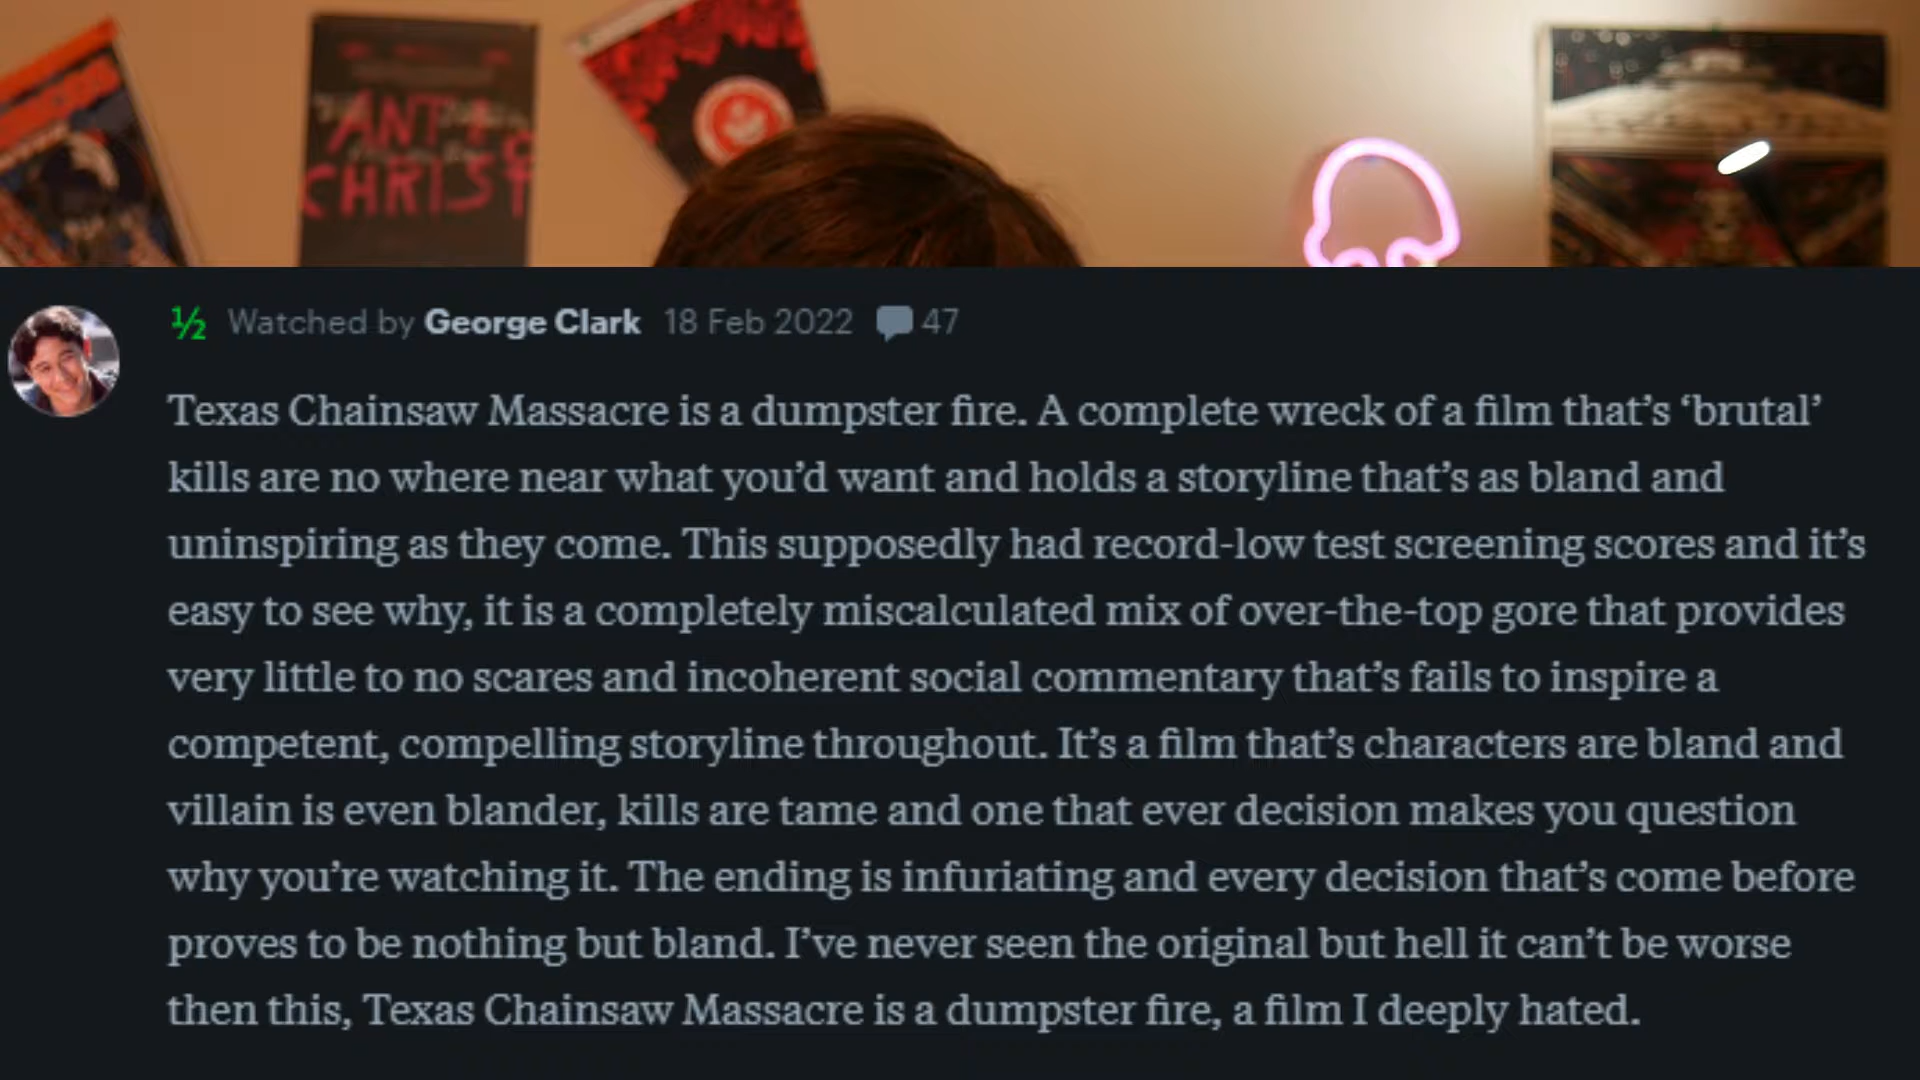 ANTI
CHRIST
½ Watched by George Clark 18 Feb 2022 47
Texas Chainsaw Massacre is a dumpster fire. A complete wreck of a film that’s ‘brutal’
kills are no where near what you’d want and holds a storyline that’s as bland and
uninspiring as they come. This supposedly had record-low test screening scores and it’s
easy to see why, it is a completely miscalculated mix of over-the-top gore that provides
very little to no scares and incoherent social commentary that’s fails to inspire a
competent, compelling storyline throughout. It’s a film that’s characters are bland and
villain is even blander, kills are tame and one that ever decision makes you question
why you’re watching it. The ending is infuriating and every decision that’s come before
proves to be nothing but bland. I’ve never seen the original but hell it can’t be worse
then this, Texas Chainsaw Massacre is a dumpster fire, a film I deeply hated.